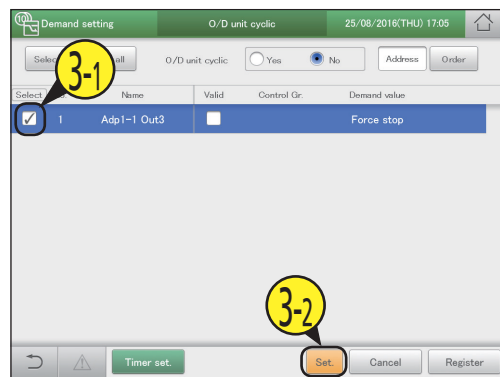 Demand setting O/D unit cyclic 25/08/2016(THU) 17:05
all O/D unit cyclic Yes No Address Order
3-1
Select Name Valid Control Gr. Demand value
1 Adp1-1 Out3 Force stop
3-2
Timer set. Set. Cancel Register